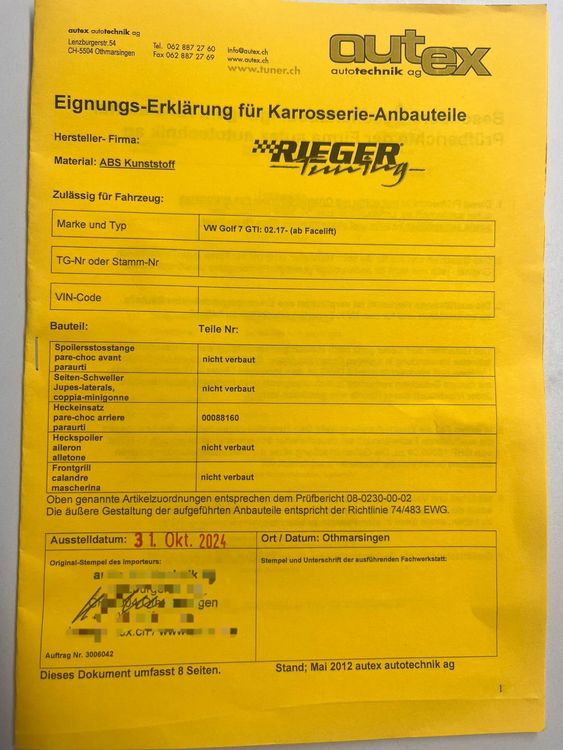 autex autotechnik ag
Lenzburgerstr.54
CH-5504 Othmarsingen
Tel. 062 887 27 60
Fax 062 887 27 69
info@autex.ch
www.autex.ch
www.tuner.ch
autex
autotechnik ag
Eignungs-Erklärung für Karrosserie-Anbauteile
Hersteller- Firma:
RIEGER
Tuning
Material: ABS Kunststoff
Zulässig für Fahrzeug:
Marke und Typ
VW Golf 7 GTI: 02.17- (ab Facelift)
TG-Nr oder Stamm-Nr
VIN-Code
Bauteil:
Teile Nr:
Spoilersstosstange
pare-choc avant
paraurti
nicht verbaut
Seiten-Schweller
Jupes-laterals,
coppia-minigonne
nicht verbaut
Heckeinsatz
pare-choc arriere
paraurti
00088160
Heckspoiler
aileron
alletone
nicht verbaut
Frontgrill
calandre
mascherina
nicht verbaut
Oben genannte Artikelzuordnungen entsprechen dem Prüfbericht 08-0230-00-02
Die äußere Gestaltung der aufgeführten Anbauteile entspricht der Richtlinie 74/483 EWG.
Ausstelldatum: 31. Okt. 2024
Ort / Datum: Othmarsingen
Original-Stempel des Importeurs:
Stempel und Unterschrift der ausführenden Fachwerkstatt:
Auftrag Nr. 3006042
Dieses Dokument umfasst 8 Seiten.
Stand; Mai 2012 autex autotechnik ag
1